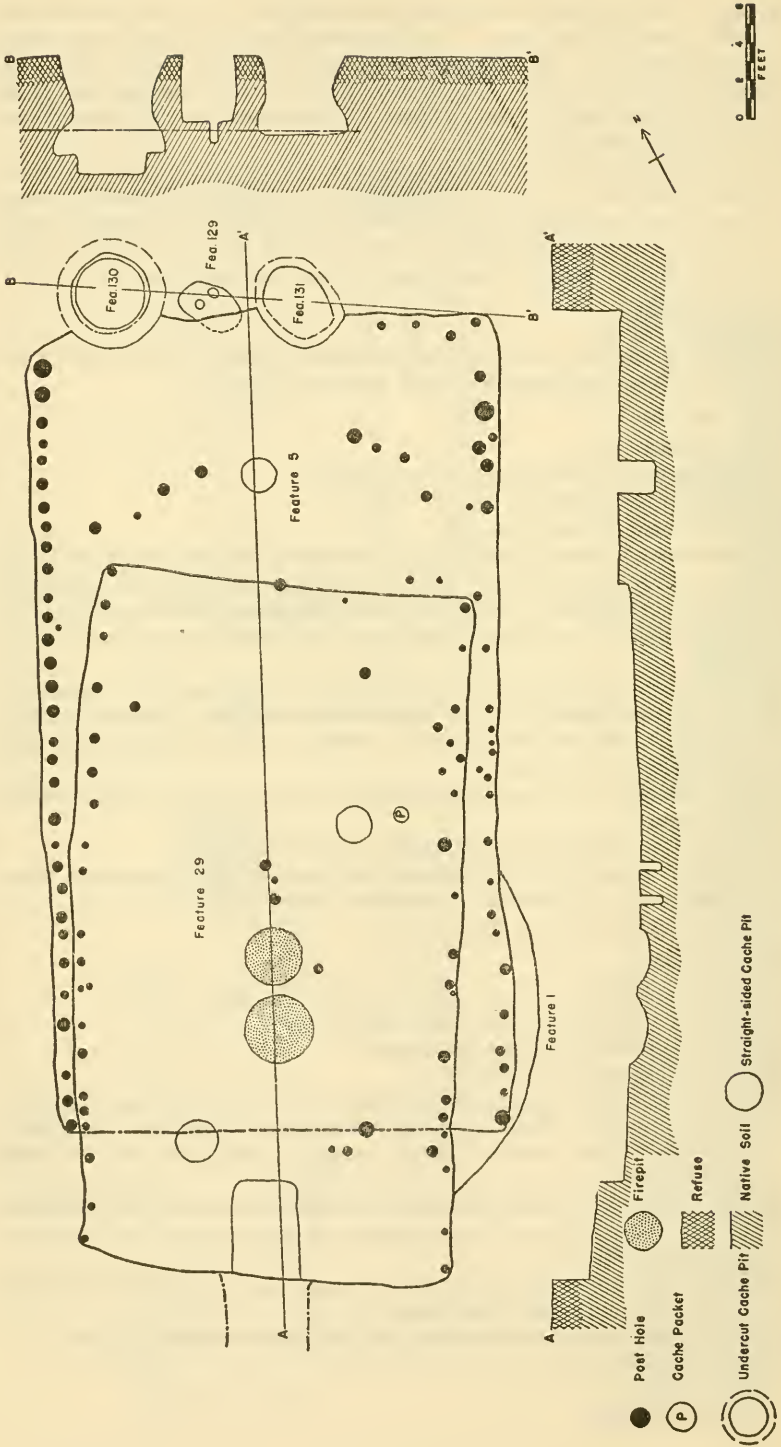 B
B'
0 2 4 6
FEET
N
B
Fea. 130
Fea. 129
A'
Fea. 131
B'
Feature 5
Feature 29
Feature 1
A
A
A'
Post Hole
Firepit
P Cache Packet
Refuse
Undercut Cache Pit
Native Soil
Straight-sided Cache Pit
P